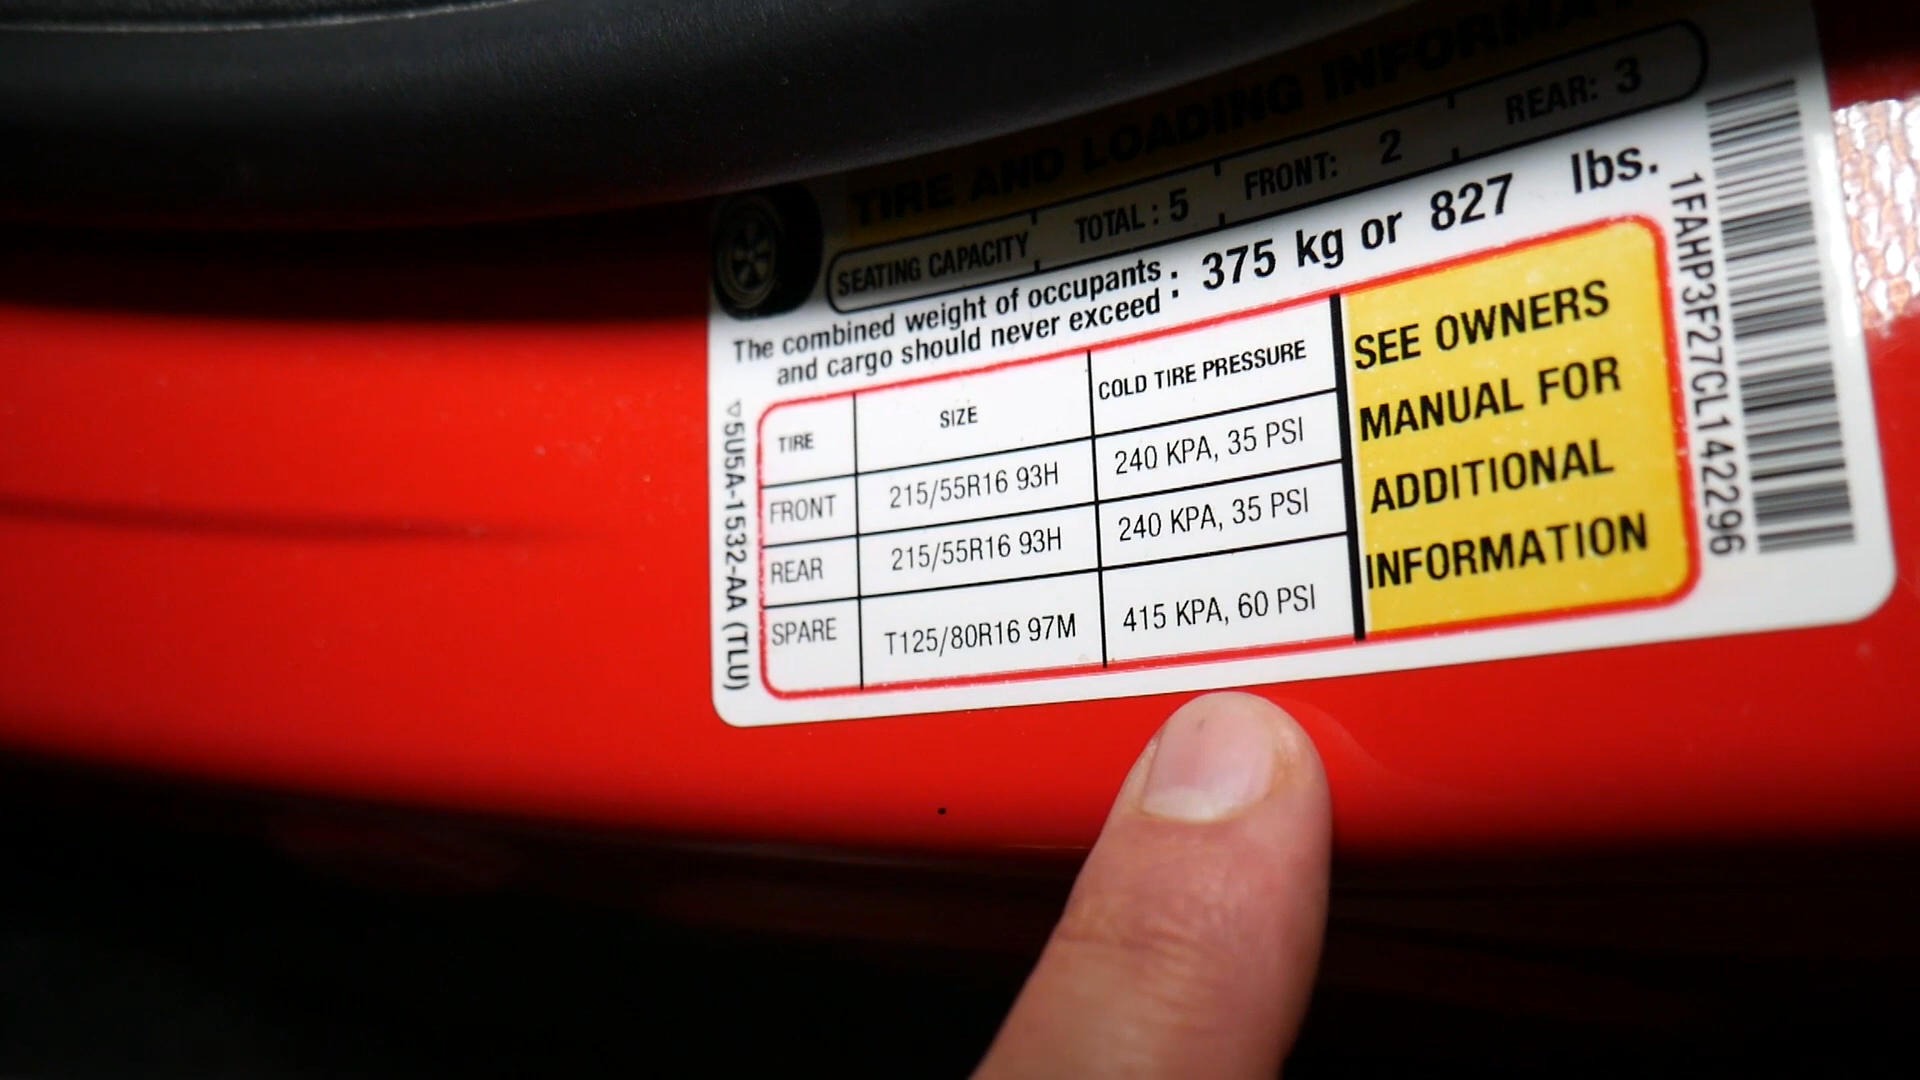 TIRE AND LOADING INFORMAT
SEATING CAPACITY TOTAL : 5 FRONT: 2 REAR: 3
The combined weight of occupants : 375 kg or 827 lbs.
and cargo should never exceed :
TIRE SIZE COLD TIRE PRESSURE
FRONT 215/55R16 93H 240 KPA, 35 PSI
REAR 215/55R16 93H 240 KPA, 35 PSI
SPARE T125/80R16 97M 415 KPA, 60 PSI
SEE OWNERS
MANUAL FOR
ADDITIONAL
INFORMATION
5U5A-1532-AA (TLU)
1FAHP3F27CL142296